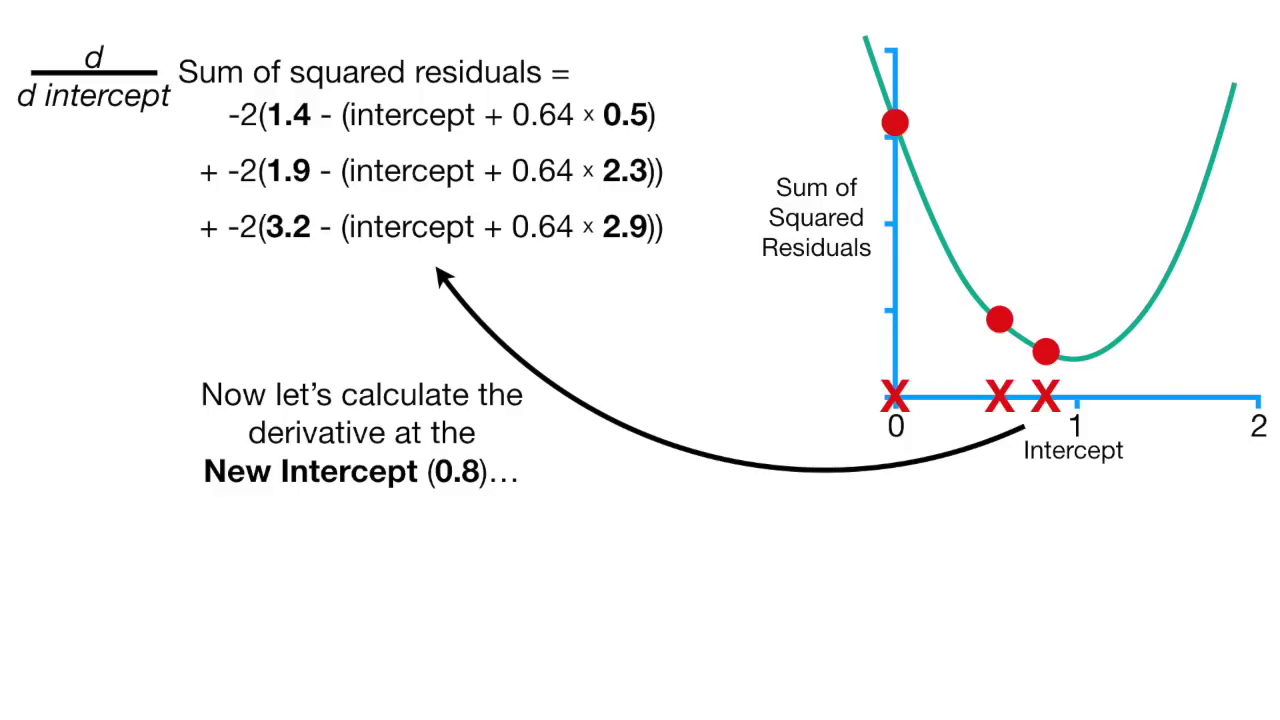 d
d intercept
Sum of squared residuals =
-2(1.4 - (intercept + 0.64 x 0.5)
+ -2(1.9 - (intercept + 0.64 x 2.3))
+ -2(3.2 - (intercept + 0.64 x 2.9))
Now let's calculate the
derivative at the
New Intercept (0.8)…
Sum of
Squared
Residuals
X X X
0 1 2
Intercept